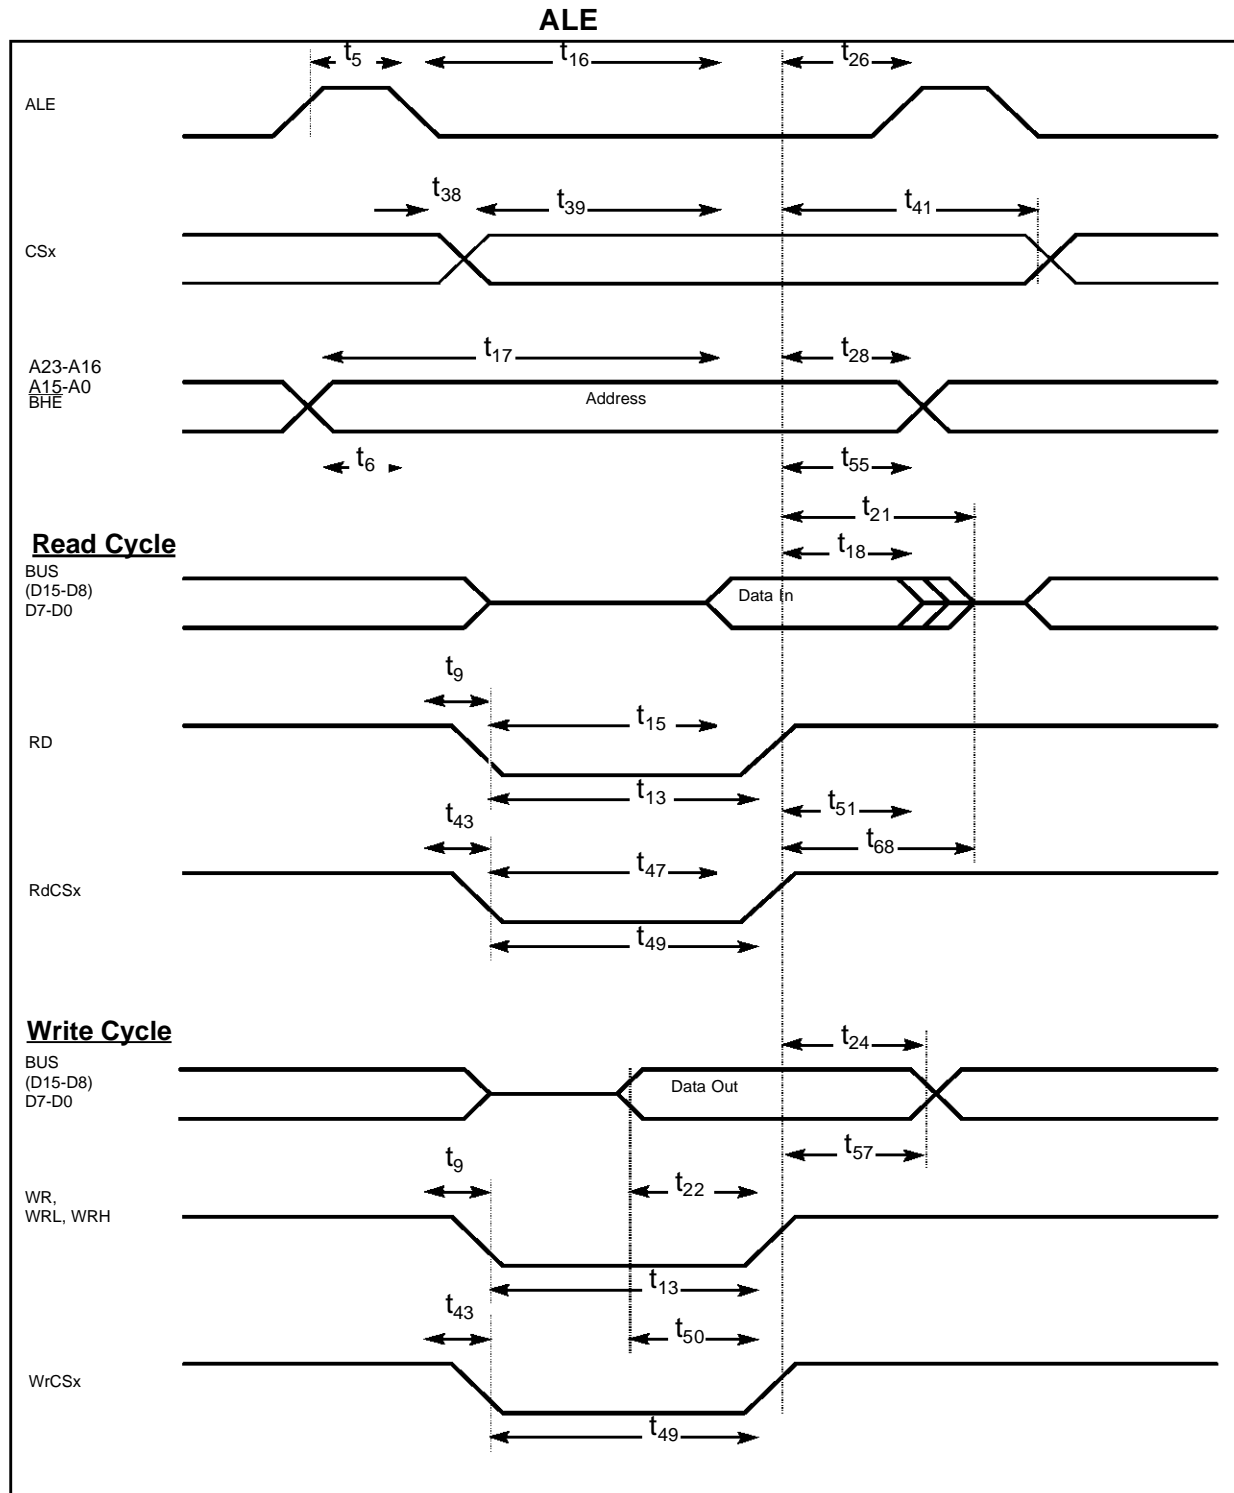 ALE
t5 t16 t26
ALE
t38 t39 t41
CSx
t17 t28
A23-A16
A15-A0
BHE
Address
t6 t55
t21
Read Cycle
t18
BUS
(D15-D8)
D7-D0
Data In
t9
t15
RD
t13 t51
t43 t68
t47
RdCSx
t49
Write Cycle
t24
BUS
(D15-D8)
D7-D0
Data Out
t57
t9 t22
WR,
WRL, WRH
t13
t43 t50
WrCSx
t49